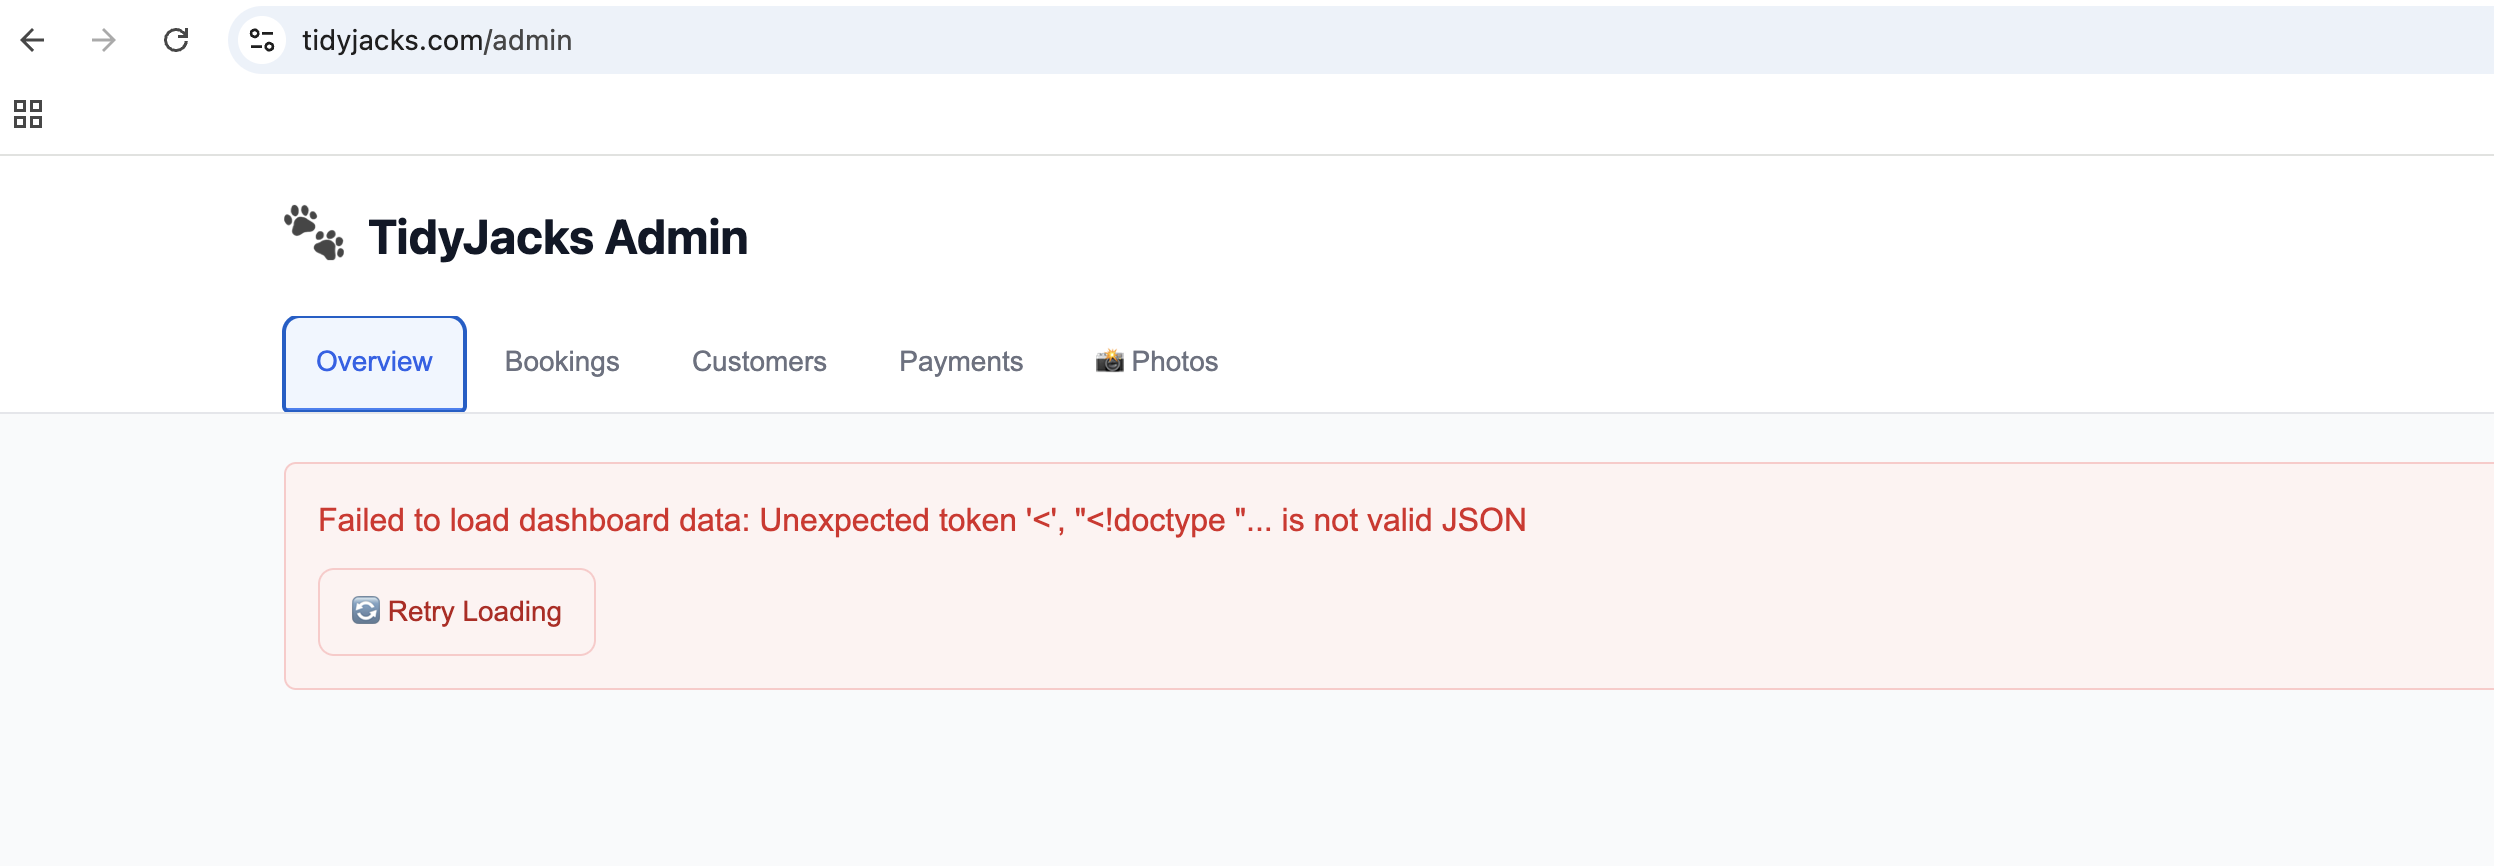 tidyjacks.com/admin
TidyJacks Admin
Overview
Bookings
Customers
Payments
📸 Photos
Failed to load dashboard data: Unexpected token '<', "<!doctype "... is not valid JSON
🔄 Retry Loading